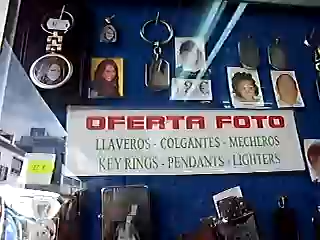 OFERTA FOTO
LLAVEROS - COLGANTES - MECHEROS
KEY RINGS - PENDANTS - LIGHTERS